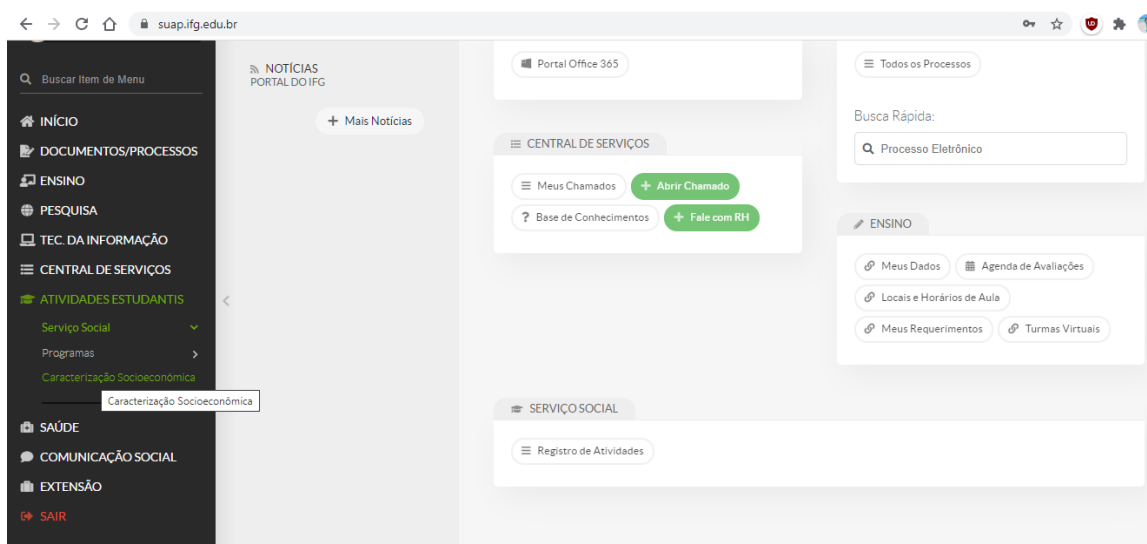 suap.ifg.edu.br
Buscar Item de Menu
INÍCIO
DOCUMENTOS/PROCESSOS
ENSINO
PESQUISA
TEC. DA INFORMAÇÃO
CENTRAL DE SERVIÇOS
ATIVIDADES ESTUDANTIS
Serviço Social
Programas
Caracterização Socioeconômica
Caracterização Socioeconômica
SAÚDE
COMUNICAÇÃO SOCIAL
EXTENSÃO
SAIR
NOTÍCIAS
PORTAL DO IFG
+ Mais Notícias
Portal Office 365
CENTRAL DE SERVIÇOS
Meus Chamados
+ Abrir Chamado
? Base de Conhecimentos
+ Fale com RH
Todos os Processos
Busca Rápida:
Processo Eletrônico
ENSINO
Meus Dados
Agenda de Avaliações
Locais e Horários de Aula
Meus Requerimentos
Turmas Virtuais
SERVIÇO SOCIAL
Registro de Atividades